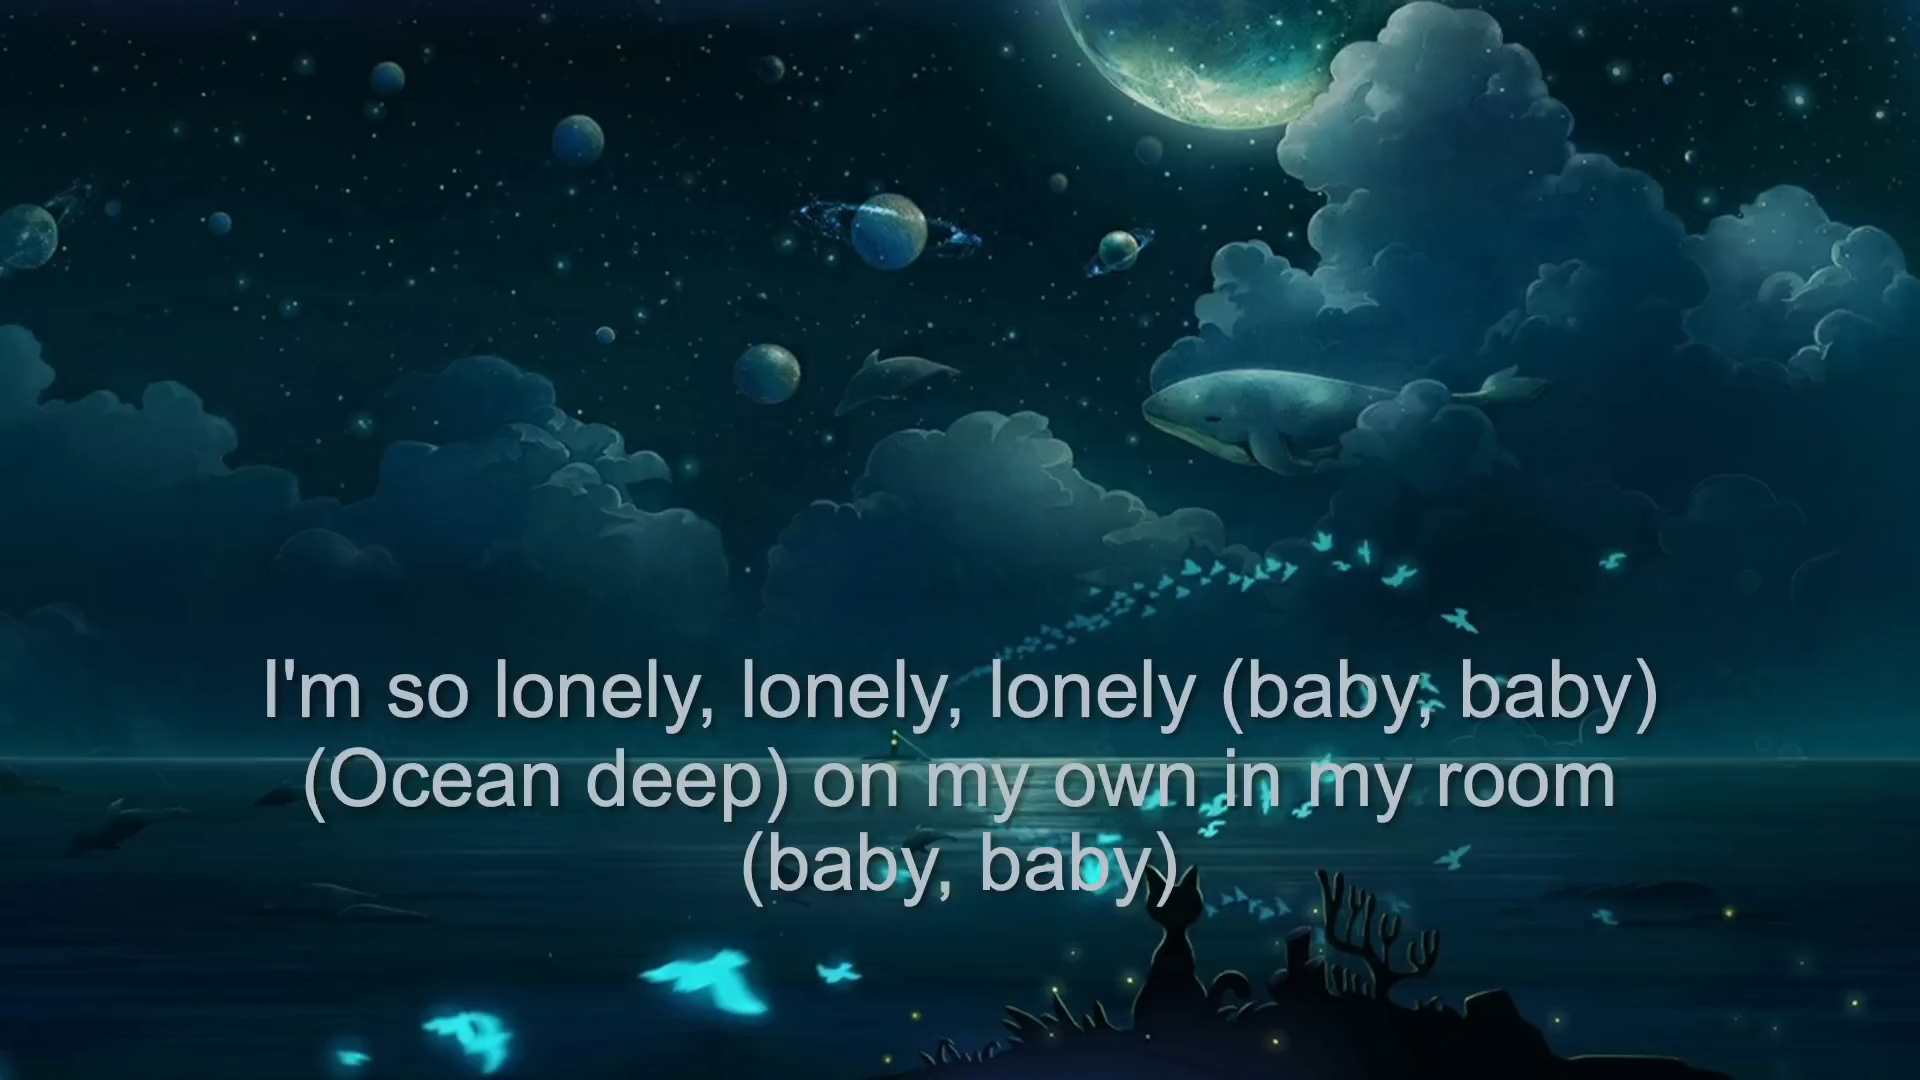 I'm so lonely, lonely, lonely (baby, baby)
(Ocean deep) on my own in my room
(baby, baby)